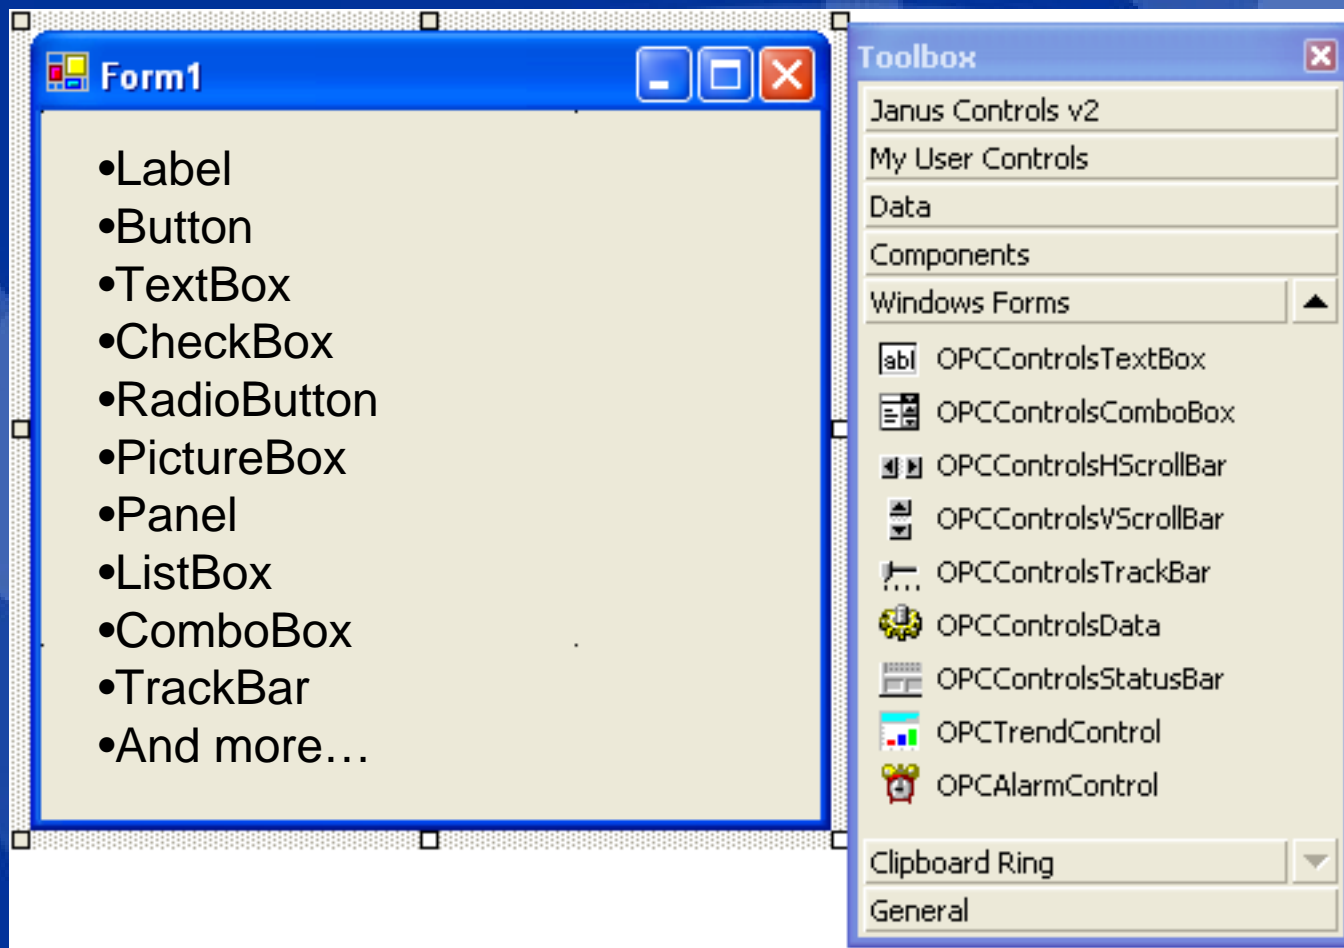 Form1
•Label
•Button
•TextBox
•CheckBox
•RadioButton
•PictureBox
•Panel
•ListBox
•ComboBox
•TrackBar
•And more…
Toolbox
Janus Controls v2
My User Controls
Data
Components
Windows Forms
abl OPCControlsTextBox
OPCControlsComboBox
OPCControlsHScrollBar
OPCControlsVScrollBar
OPCControlsTrackBar
OPCControlsData
OPCControlsStatusBar
OPCTrendControl
OPCAlarmControl
Clipboard Ring
General